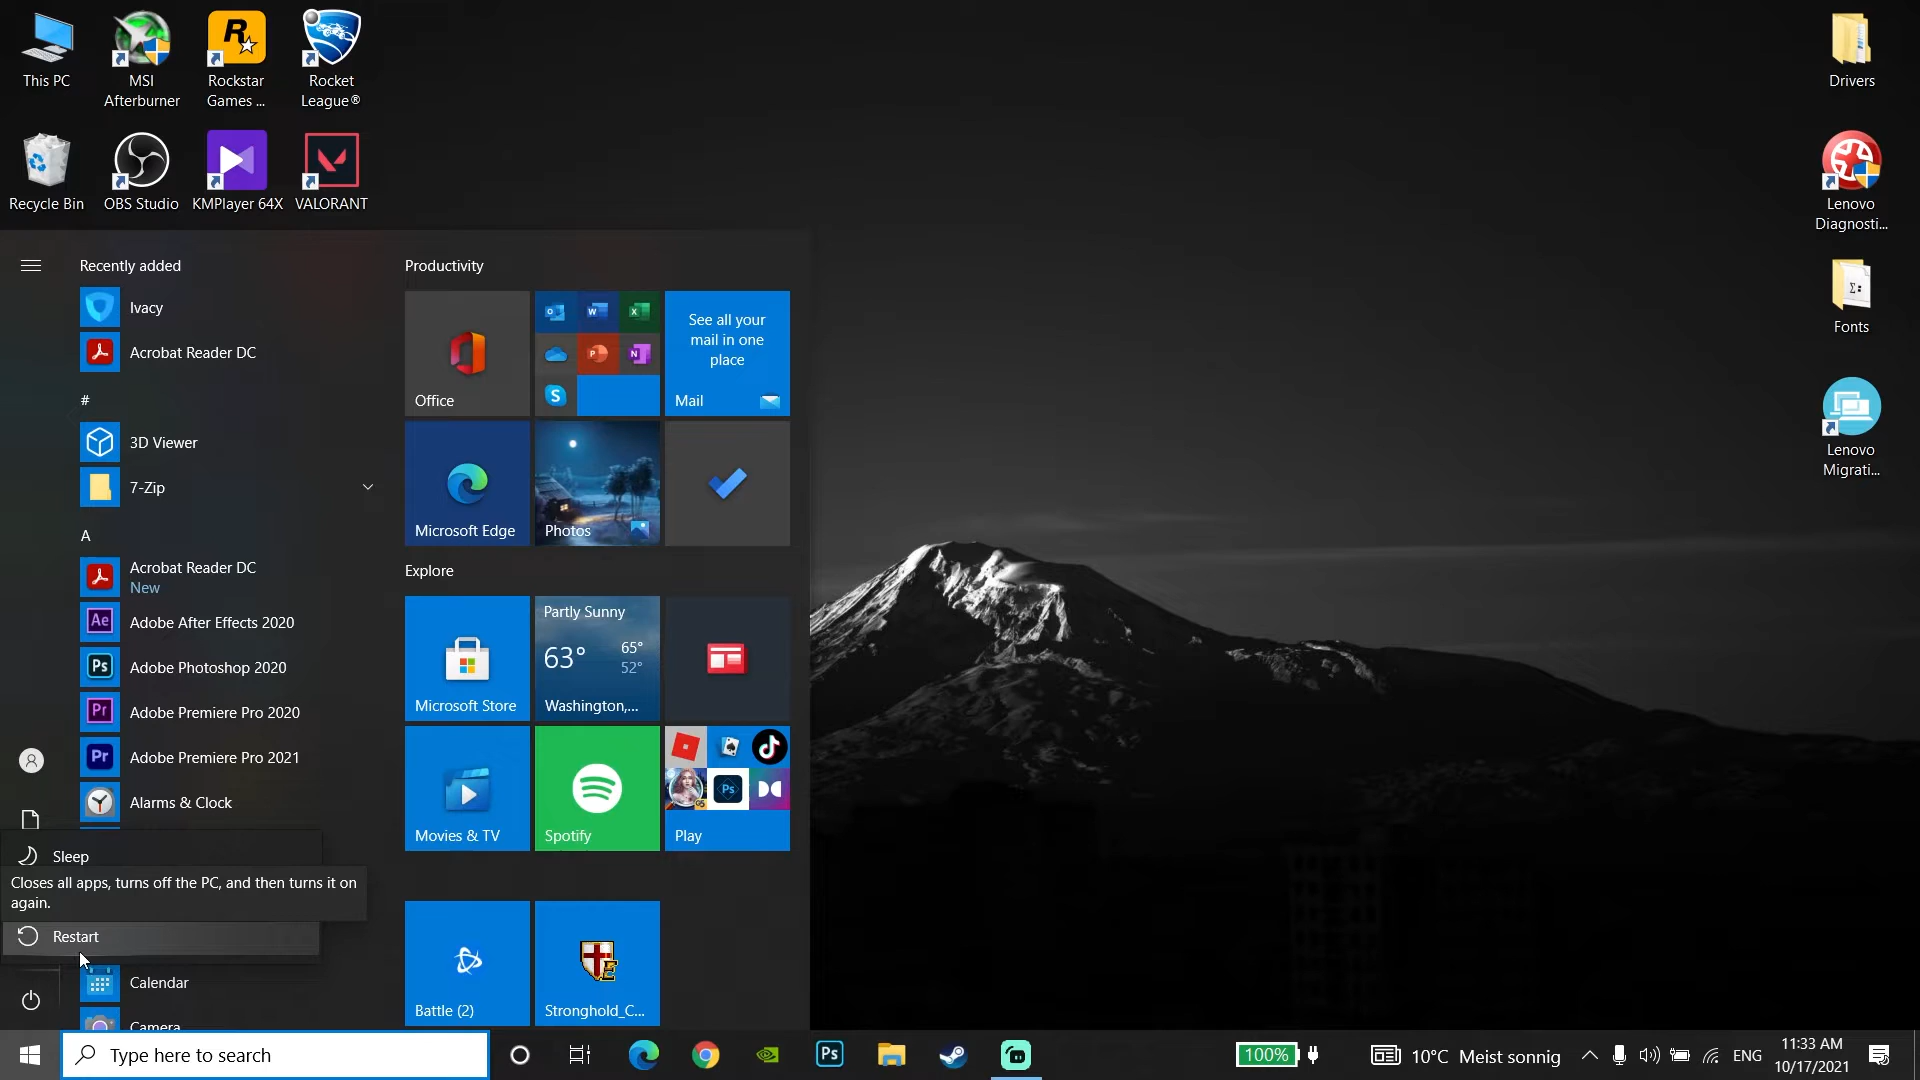 This PC
MSI
Afterburner
Rockstar
Games ...
Rocket
League®
Recycle Bin
OBS Studio
KMPlayer 64X
VALORANT
Drivers
Lenovo
Diagnosti...
Fonts
Lenovo
Migrati...
Recently added
Ivacy
Acrobat Reader DC
#
3D Viewer
7-Zip
A
Acrobat Reader DC
New
Adobe After Effects 2020
Adobe Photoshop 2020
Adobe Premiere Pro 2020
Adobe Premiere Pro 2021
Alarms & Clock
Sleep
Closes all apps, turns off the PC, and then turns it on
again.
Restart
Calendar
Camera
Productivity
Office
See all your
mail in one
place
Mail
Microsoft Edge
Photos
Explore
Microsoft Store
Partly Sunny
63°
65°
52°
Washington,...
Movies & TV
Spotify
Play
Battle (2)
Stronghold_C...
Type here to search
100%
10°C Meist sonnig
ENG
11:33 AM
10/17/2021